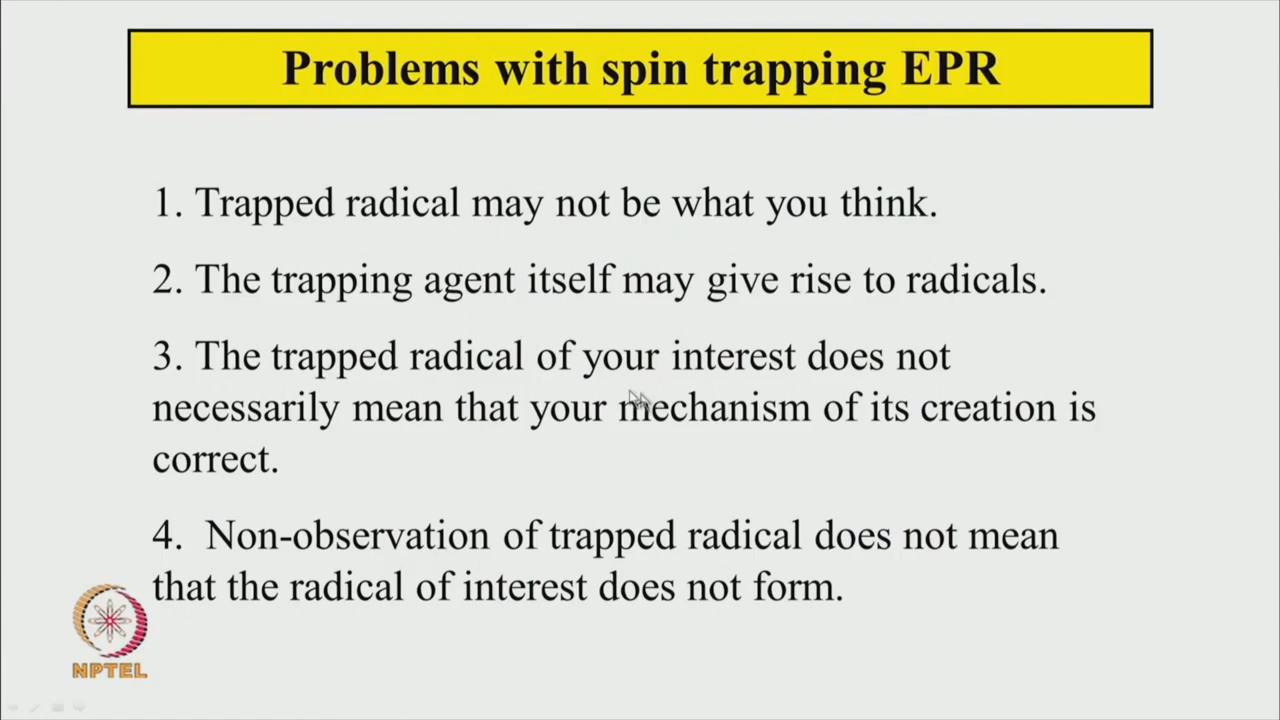 Problems with spin trapping EPR
1. Trapped radical may not be what you think.
2. The trapping agent itself may give rise to radicals.
3. The trapped radical of your interest does not
necessarily mean that your mechanism of its creation is
correct.
4. Non-observation of trapped radical does not mean
that the radical of interest does not form.
NPTEL